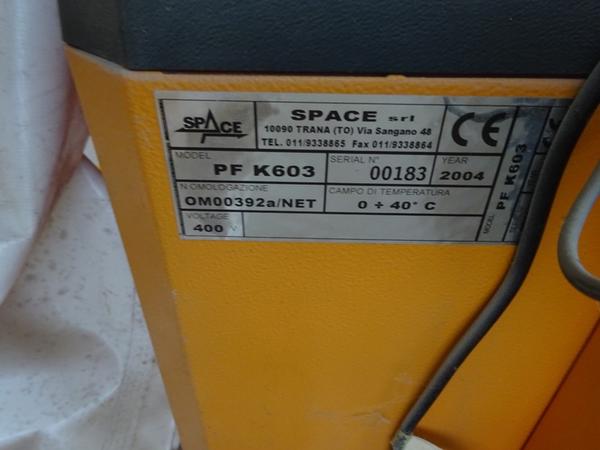 SPACE
SPACE srl
10090 TRANA (TO) Via Sangano 48
TEL. 011/9338865 Fax 011/9338864
CE
MODEL
PF K603
SERIAL N°
00183
YEAR
2004
N.OMOLOGAZIONE
OM00392a/NET
CAMPO DI TEMPERATURA
0 ÷ 40° C
VOLTAGE
400 V
MODEL
PF K603